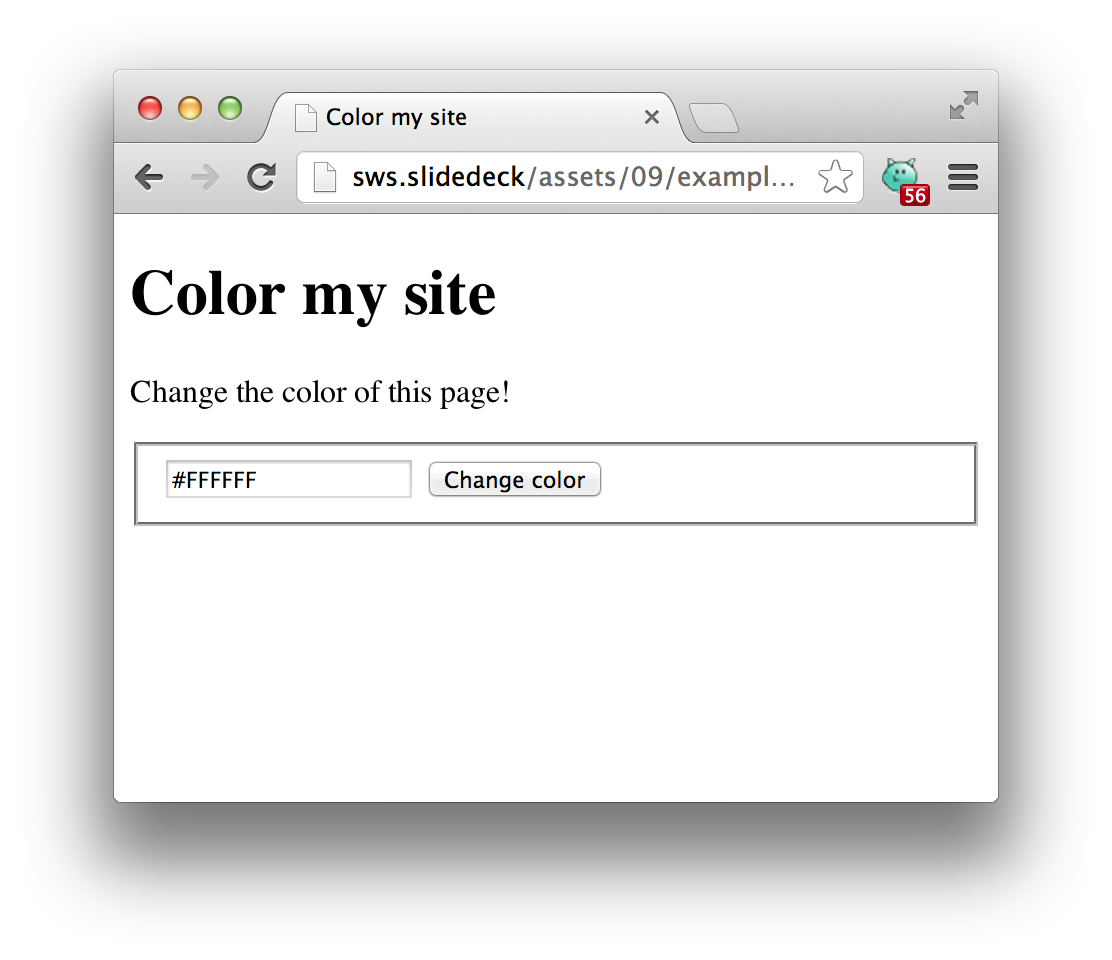 Color my site
sws.slidedeck/assets/09/exampl...
56
Color my site
Change the color of this page!
#FFFFFF
Change color